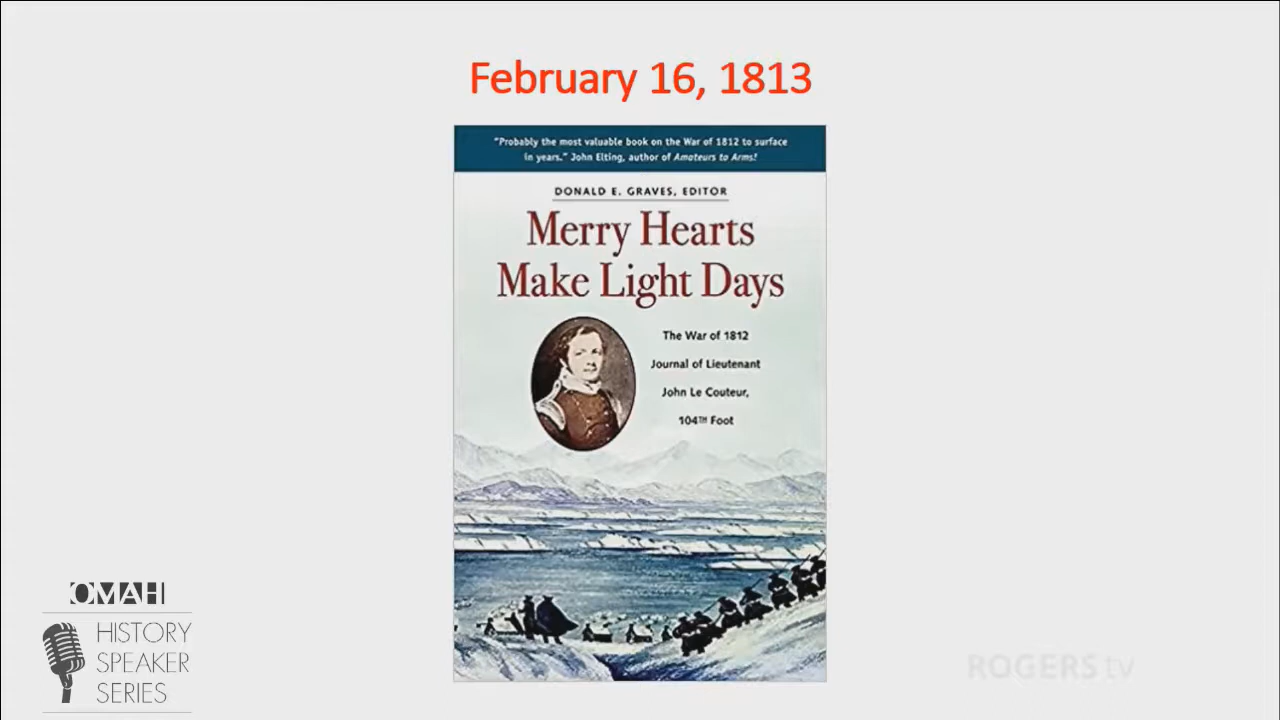 February 16, 1813
"Probably the most valuable book on the War of 1812 to surface
in years." John Elting, author of Amateurs to Arms!
DONALD E. GRAVES, EDITOR
Merry Hearts
Make Light Days
The War of 1812
Journal of Lieutenant
John Le Couteur,
104TH Foot
OMAH
HISTORY
SPEAKER
SERIES
ROGERS tv